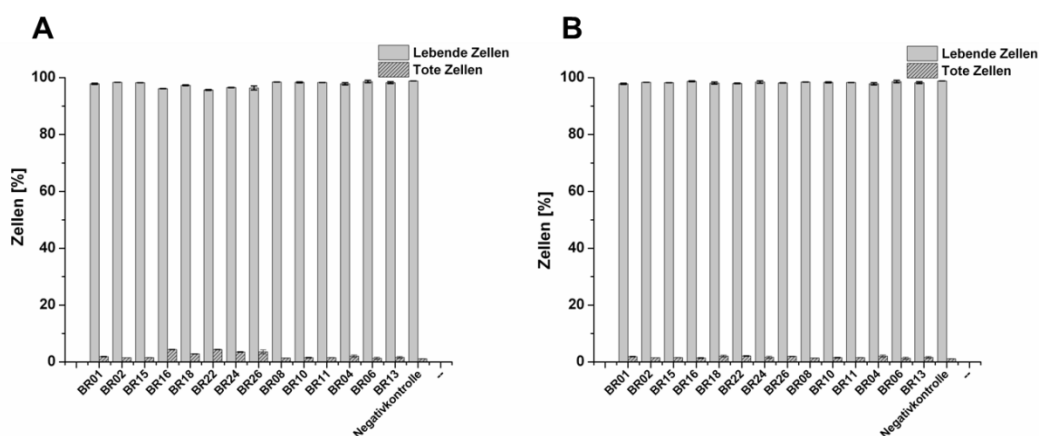 A
Lebende Zellen
Tote Zellen
Zellen [%]
100
80
60
40
20
0
BR01
BR02
BR15
BR16
BR18
BR22
BR24
BR26
BR08
BR10
BR11
BR04
BR06
BR13
Negativkontrolle
--
B
Lebende Zellen
Tote Zellen
Zellen [%]
100
80
60
40
20
0
BR01
BR02
BR15
BR16
BR18
BR22
BR24
BR26
BR08
BR10
BR11
BR04
BR06
BR13
Negativkontrolle
--